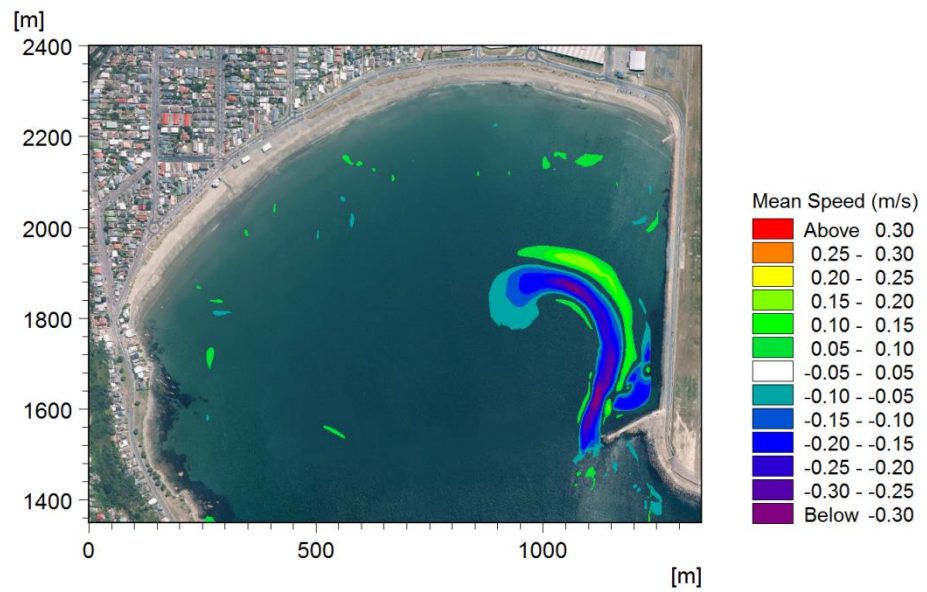 [m]
2400
2200
2000
1800
1600
1400
0
500
1000
[m]
Mean Speed (m/s)
Above 0.30
0.25 - 0.30
0.20 - 0.25
0.15 - 0.20
0.10 - 0.15
0.05 - 0.10
-0.05 - 0.05
-0.10 - -0.05
-0.15 - -0.10
-0.20 - -0.15
-0.25 - -0.20
-0.30 - -0.25
Below -0.30